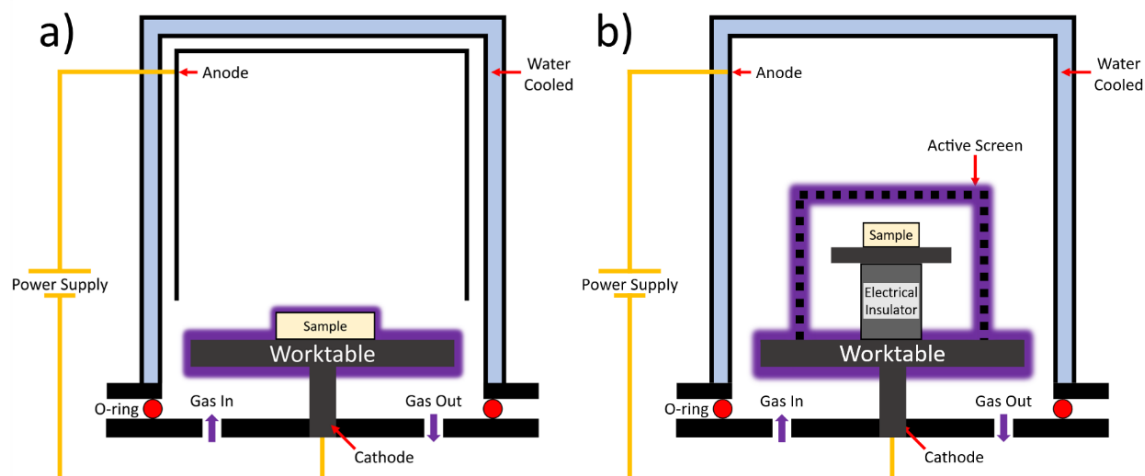 a)
Anode
Water
Cooled
Power Supply
Sample
Worktable
O-ring
Gas In
Gas Out
Cathode
b)
Anode
Water
Cooled
Active Screen
Sample
Power Supply
Electrical
Insulator
Worktable
O-ring
Gas In
Gas Out
Cathode